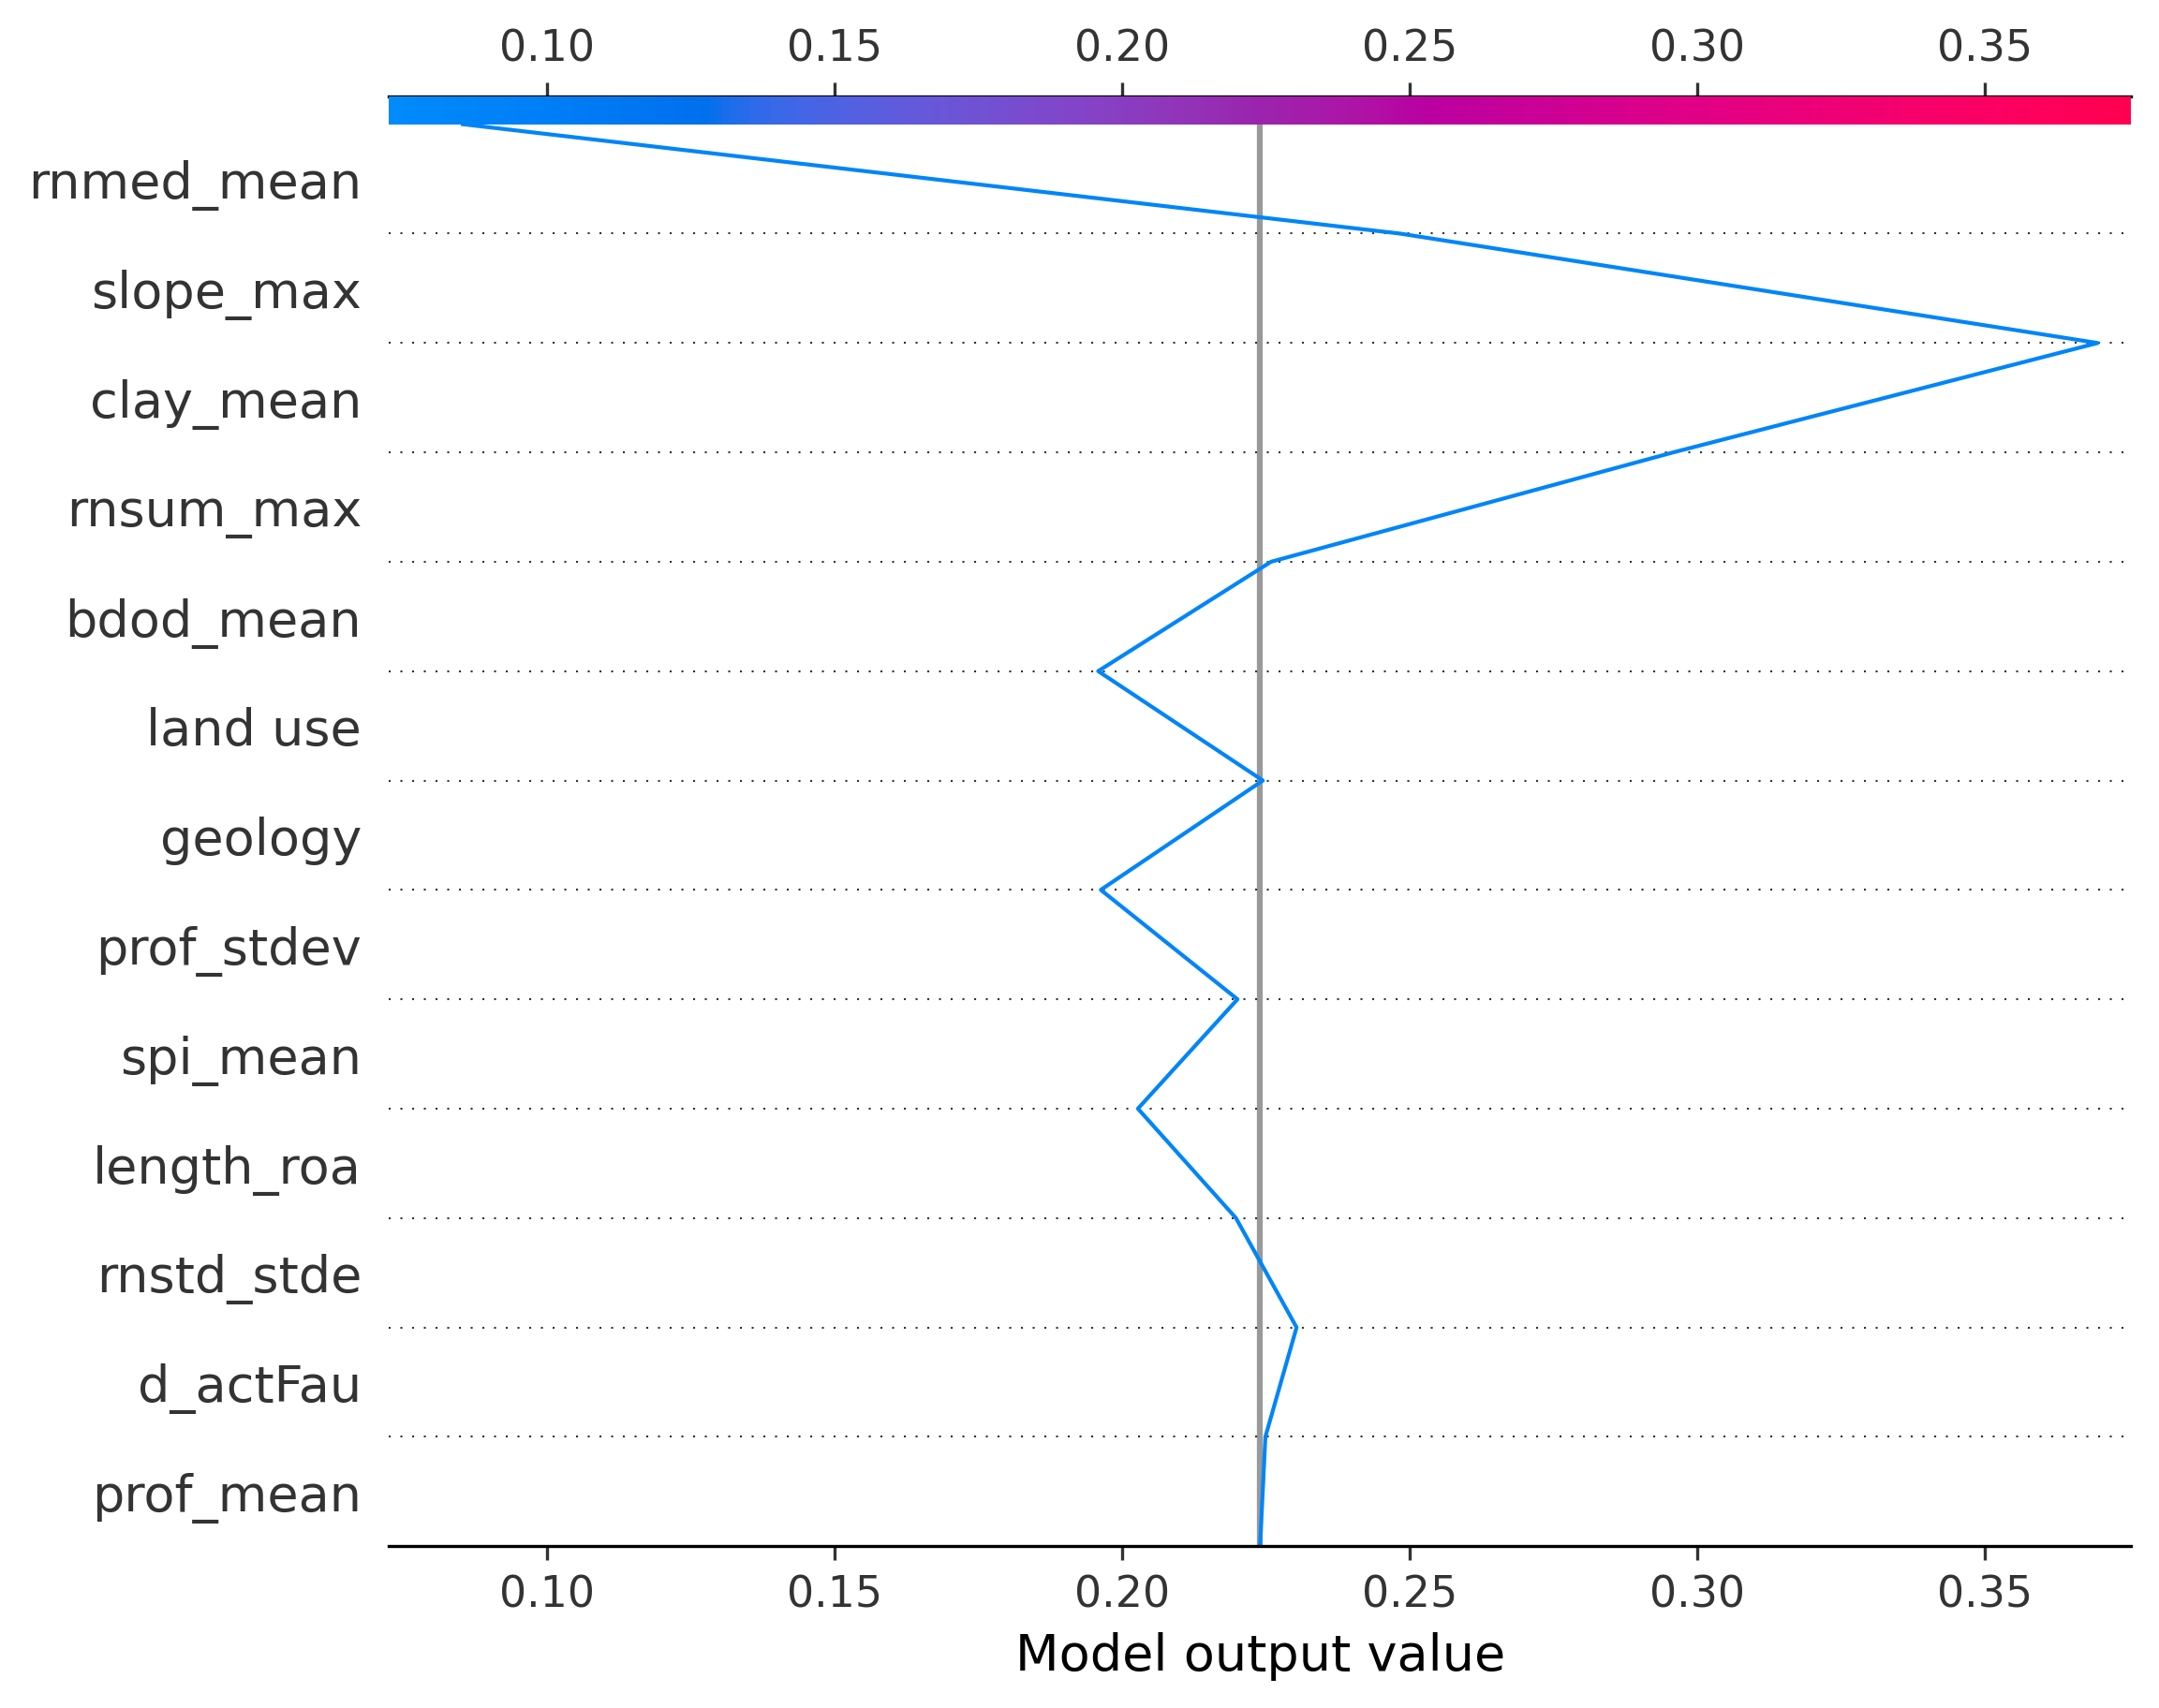 0.10 0.15 0.20 0.25 0.30 0.35
rnmed_mean
slope_max
clay_mean
rnsum_max
bdod_mean
land use
geology
prof_stdev
spi_mean
length_roa
rnstd_stde
d_actFau
prof_mean
0.10 0.15 0.20 0.25 0.30 0.35
Model output value